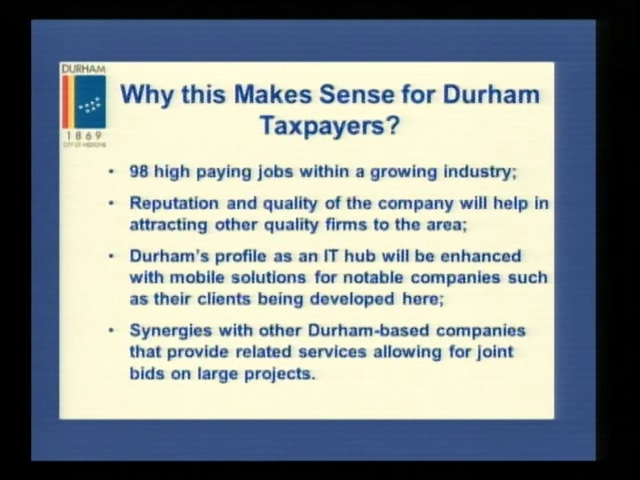 DURHAM
1869
CITY OF MEDICINE
Why this Makes Sense for Durham
Taxpayers?
• 98 high paying jobs within a growing industry;
• Reputation and quality of the company will help in
attracting other quality firms to the area;
• Durham's profile as an IT hub will be enhanced
with mobile solutions for notable companies such
as their clients being developed here;
• Synergies with other Durham-based companies
that provide related services allowing for joint
bids on large projects.